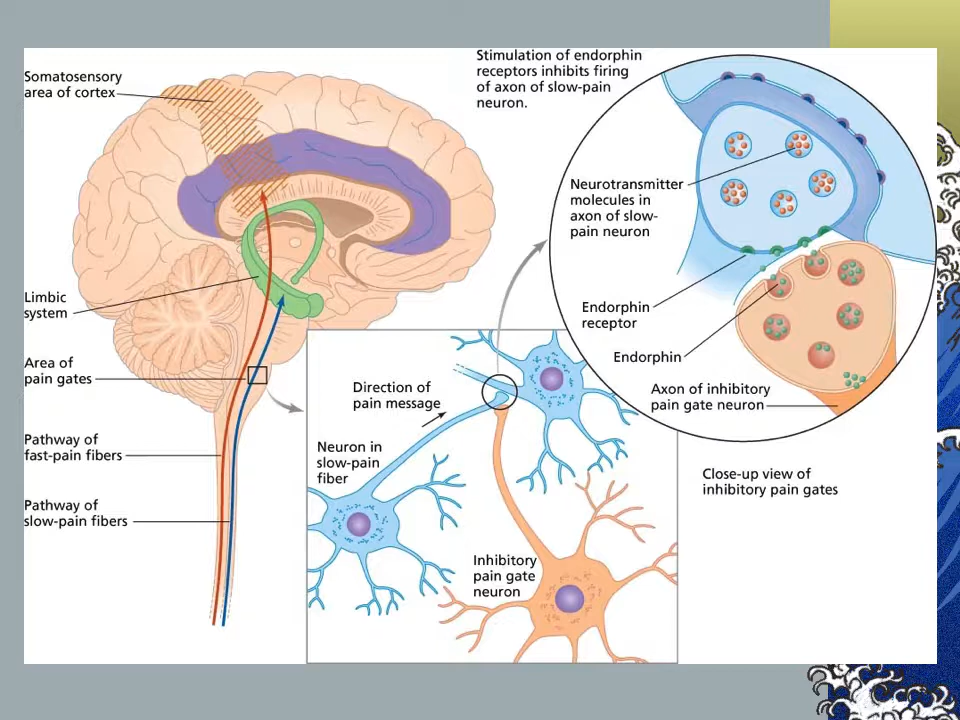 Somatosensory
area of cortex
Stimulation of endorphin
receptors inhibits firing
of axon of slow-pain
neuron.
Neurotransmitter
molecules in
axon of slow-
pain neuron
Limbic
system
Endorphin
receptor
Endorphin
Area of
pain gates
Direction of
pain message
Axon of inhibitory
pain gate neuron
Pathway of
fast-pain fibers
Neuron in
slow-pain
fiber
Close-up view of
inhibitory pain gates
Pathway of
slow-pain fibers
Inhibitory
pain gate
neuron